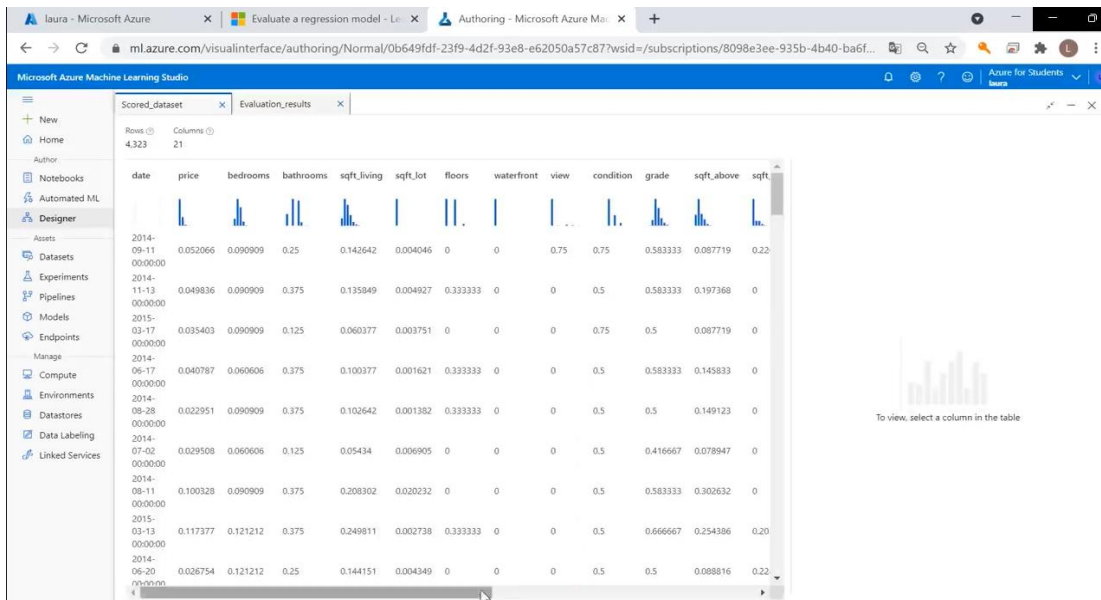 laura - Microsoft Azure
Evaluate a regression model - Le
Authoring - Microsoft Azure Mac
ml.azure.com/visualinterface/authoring/Normal/0b649fdf-23f9-4d2f-93e8-e62050a57c87?wsid=/subscriptions/8098e3ee-935b-4b40-ba6f...
L
Microsoft Azure Machine Learning Studio
Azure for Students
laura
New
Home
Author
Notebooks
Automated ML
Designer
Assets
Datasets
Experiments
Pipelines
Models
Endpoints
Manage
Compute
Environments
Datastores
Data Labeling
Linked Services
Scored_dataset Evaluation_results
Rows Columns
4,323 21
date price bedrooms bathrooms sqft_living sqft_lot floors waterfront view condition grade sqft_above sqft_
2014-
09-11 0.052066 0.090909 0.25 0.142642 0.004046 0 0 0.75 0.75 0.583333 0.087719 0.22
00:00:00
2014-
11-13 0.049836 0.090909 0.375 0.135849 0.004927 0.333333 0 0 0.5 0.583333 0.197368 0
00:00:00
2015-
03-17 0.035403 0.090909 0.125 0.060377 0.003751 0 0 0 0.75 0.5 0.087719 0
00:00:00
2014-
06-17 0.040787 0.060606 0.375 0.100377 0.001621 0.333333 0 0 0.5 0.583333 0.145833 0
00:00:00
2014-
08-28 0.022951 0.090909 0.375 0.102642 0.001382 0.333333 0 0 0.5 0.5 0.149123 0
00:00:00
2014-
07-02 0.029508 0.060606 0.125 0.05434 0.006905 0 0 0 0.5 0.416667 0.078947 0
00:00:00
2014-
08-11 0.100328 0.090909 0.375 0.208302 0.020232 0 0 0 0.5 0.583333 0.302632 0
00:00:00
2015-
03-13 0.117377 0.121212 0.375 0.249811 0.002738 0.333333 0 0 0.5 0.666667 0.254386 0.20
00:00:00
2014-
06-20 0.026754 0.121212 0.25 0.144151 0.004349 0 0 0 0.5 0.5 0.088816 0.22
00:00:00
To view, select a column in the table